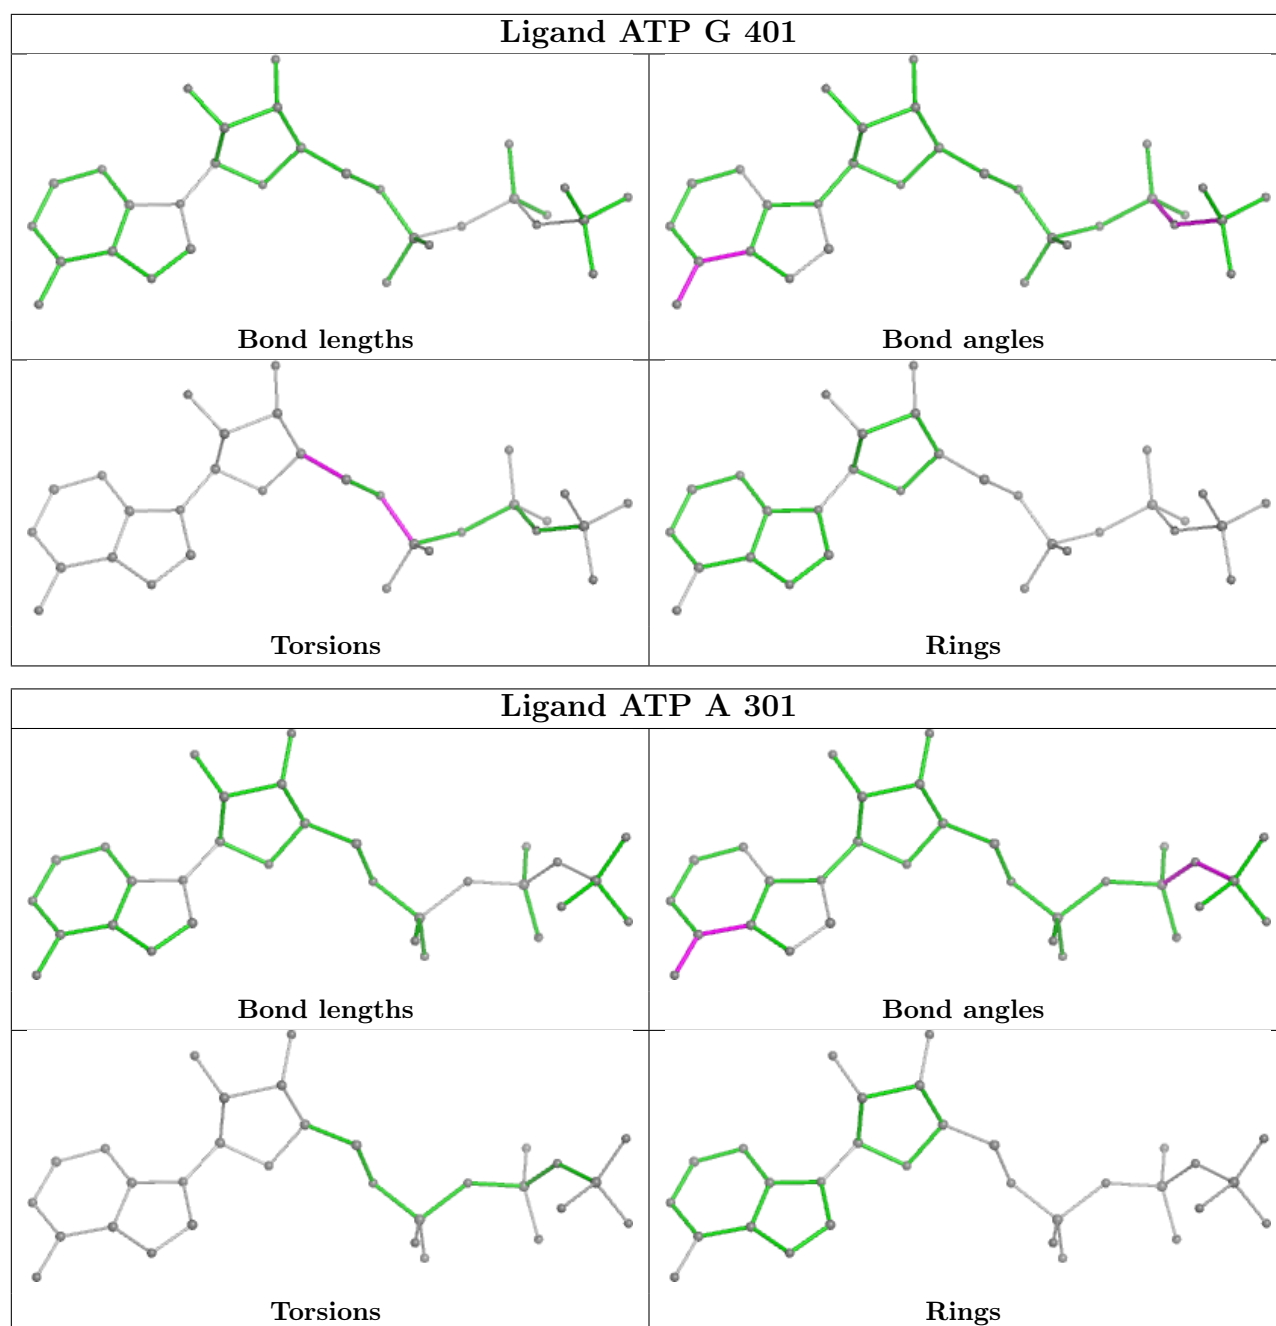 Ligand ATP G 401
Bond lengths
Bond angles
Torsions
Rings
Ligand ATP A 301
Bond lengths
Bond angles
Torsions
Rings